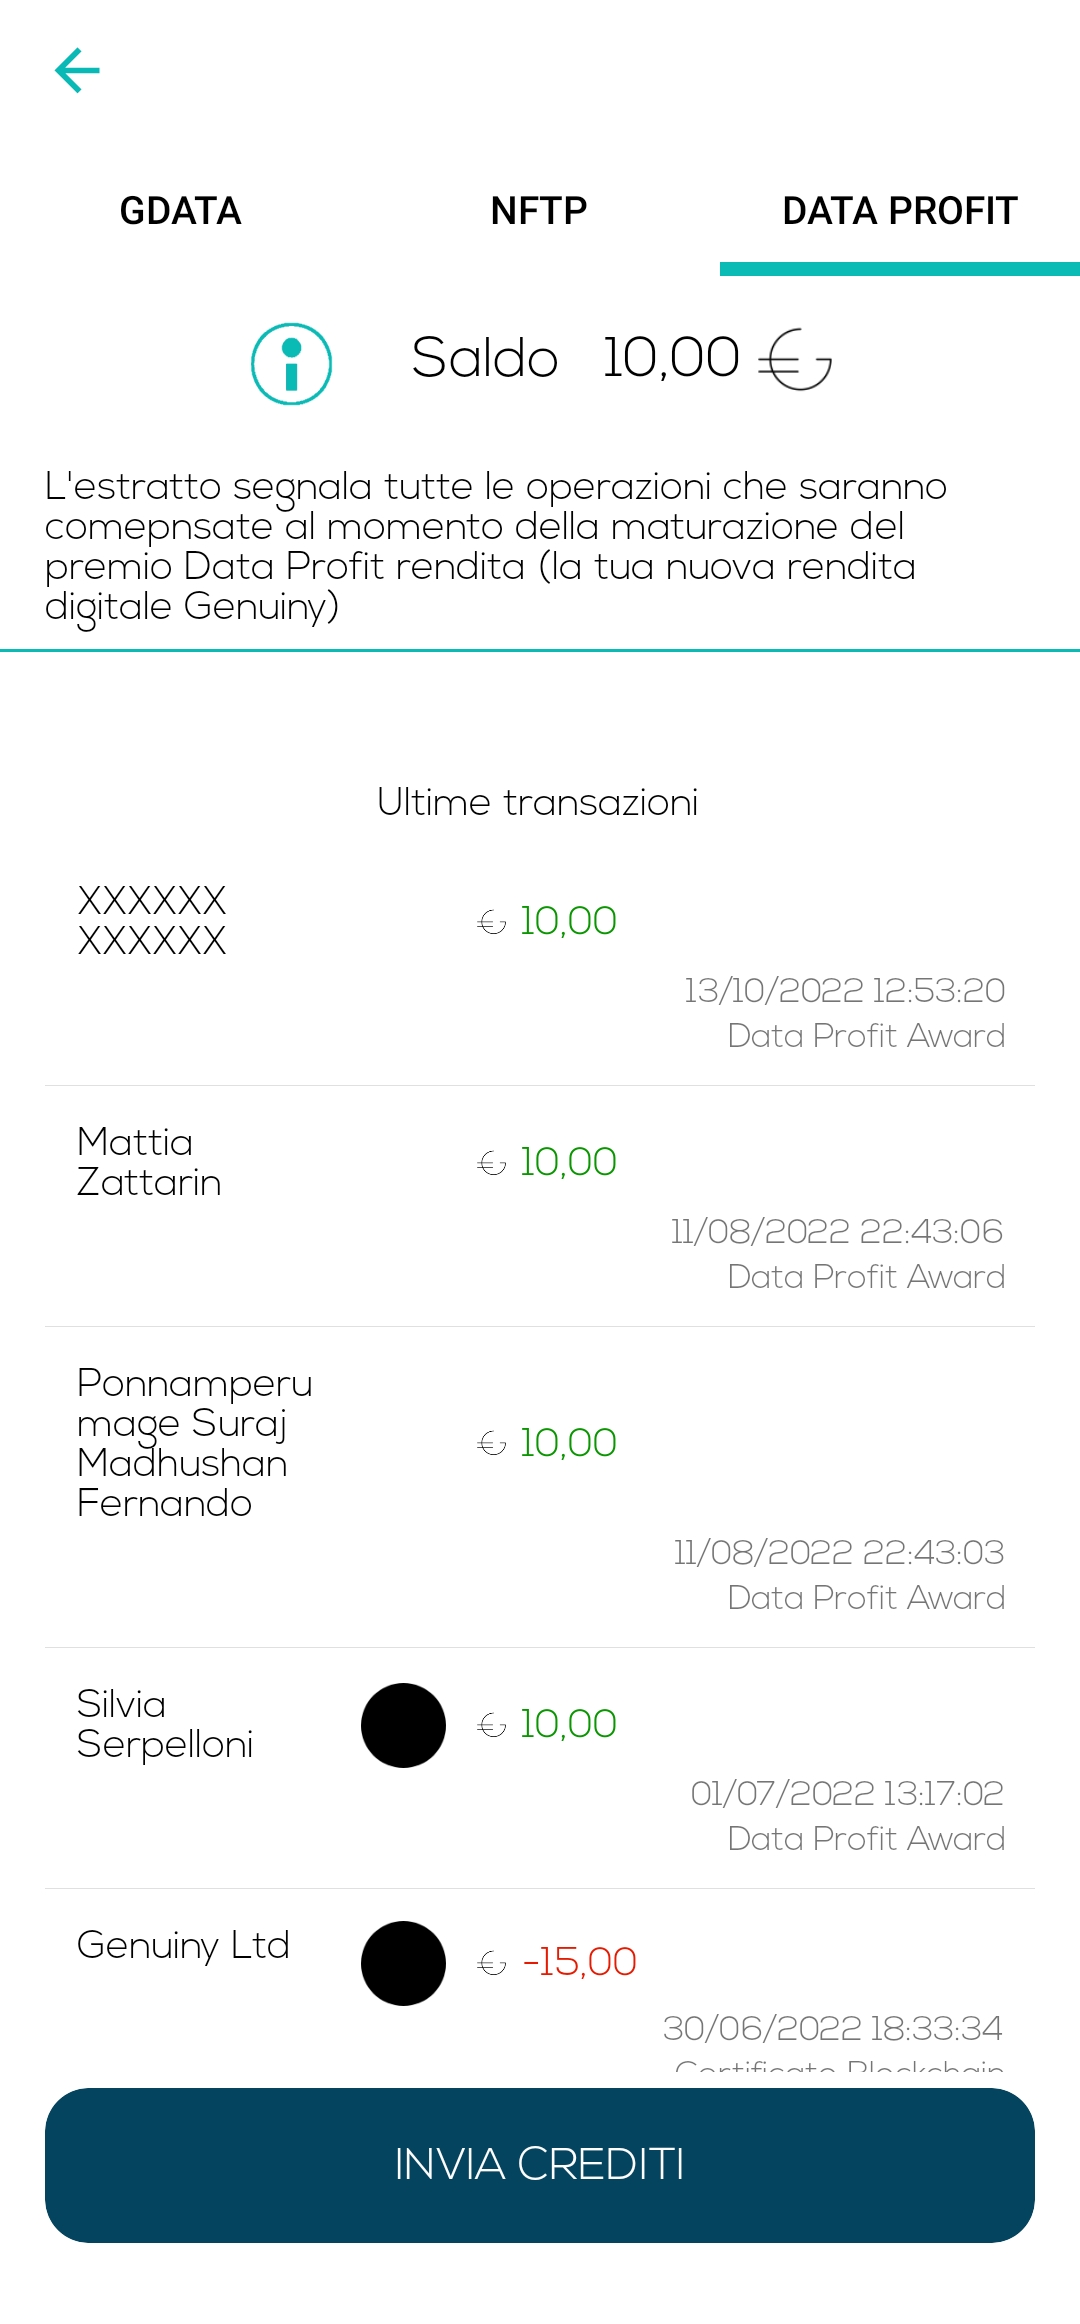 GDATA NFTP DATA PROFIT
Saldo 10,00
L'estratto segnala tutte le operazioni che saranno
comepnsate al momento della maturazione del
premio Data Profit rendita (la tua nuova rendita
digitale Genuiny)
Ultime transazioni
XXXXXX
XXXXXX
10,00
13/10/2022 12:53:20
Data Profit Award
Mattia
Zattarin
10,00
11/08/2022 22:43:06
Data Profit Award
Ponnamperu
mage Suraj
Madhushan
Fernando
10,00
11/08/2022 22:43:03
Data Profit Award
Silvia
Serpelloni
10,00
01/07/2022 13:17:02
Data Profit Award
Genuiny Ltd
-15,00
30/06/2022 18:33:34
Certificato Blockchain
INVIA CREDITI